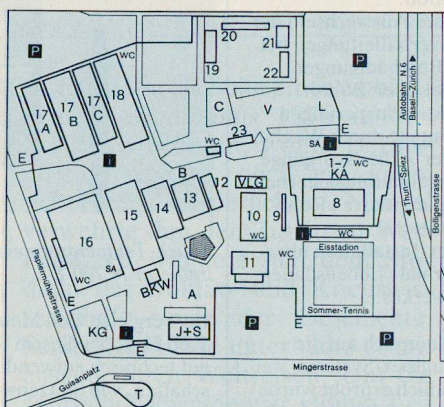 P
20
21
WC
19
22
P
17 A
17 B
17 C
18
C
V
L
E
Autobahn N 6
Basel-Zürich
23
WC
SA
i
E
i
B
1-7 WC
KA
12
VLG
8
13
14
15
10
9
WC
i
WC
16
Eisstadion
Thun-Spiez
Bolligenstrasse
11
WC
WC
SA
BKW
A
Papiermühlestrasse
E
Sommer-Tennis
KG
i
J+S
P
E
P
E
Mingerstrasse
Guisanplatz
T